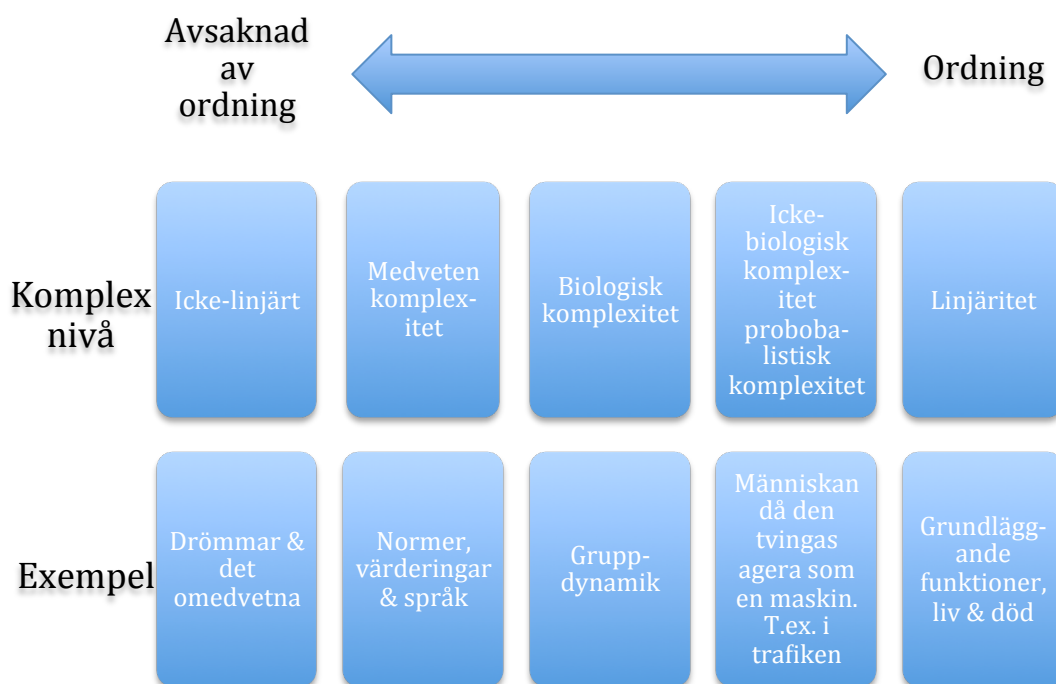 Avsaknad
av
ordning
Ordning
Komplex
nivå
Icke-linjärt
Medveten
komplex-
itet
Biologisk
komplexitet
Icke-
biologisk
komplex-
itet
proboba-
listisk
komplexitet
Linjäritet
Exempel
Drömmar &
det
omedvetna
Normer,
värderingar
& språk
Grupp-
dynamik
Människan
då den
tvingas
agera som
en maskin.
T.ex. i
trafiken
Grundlägg-
ande
funktioner,
liv & död